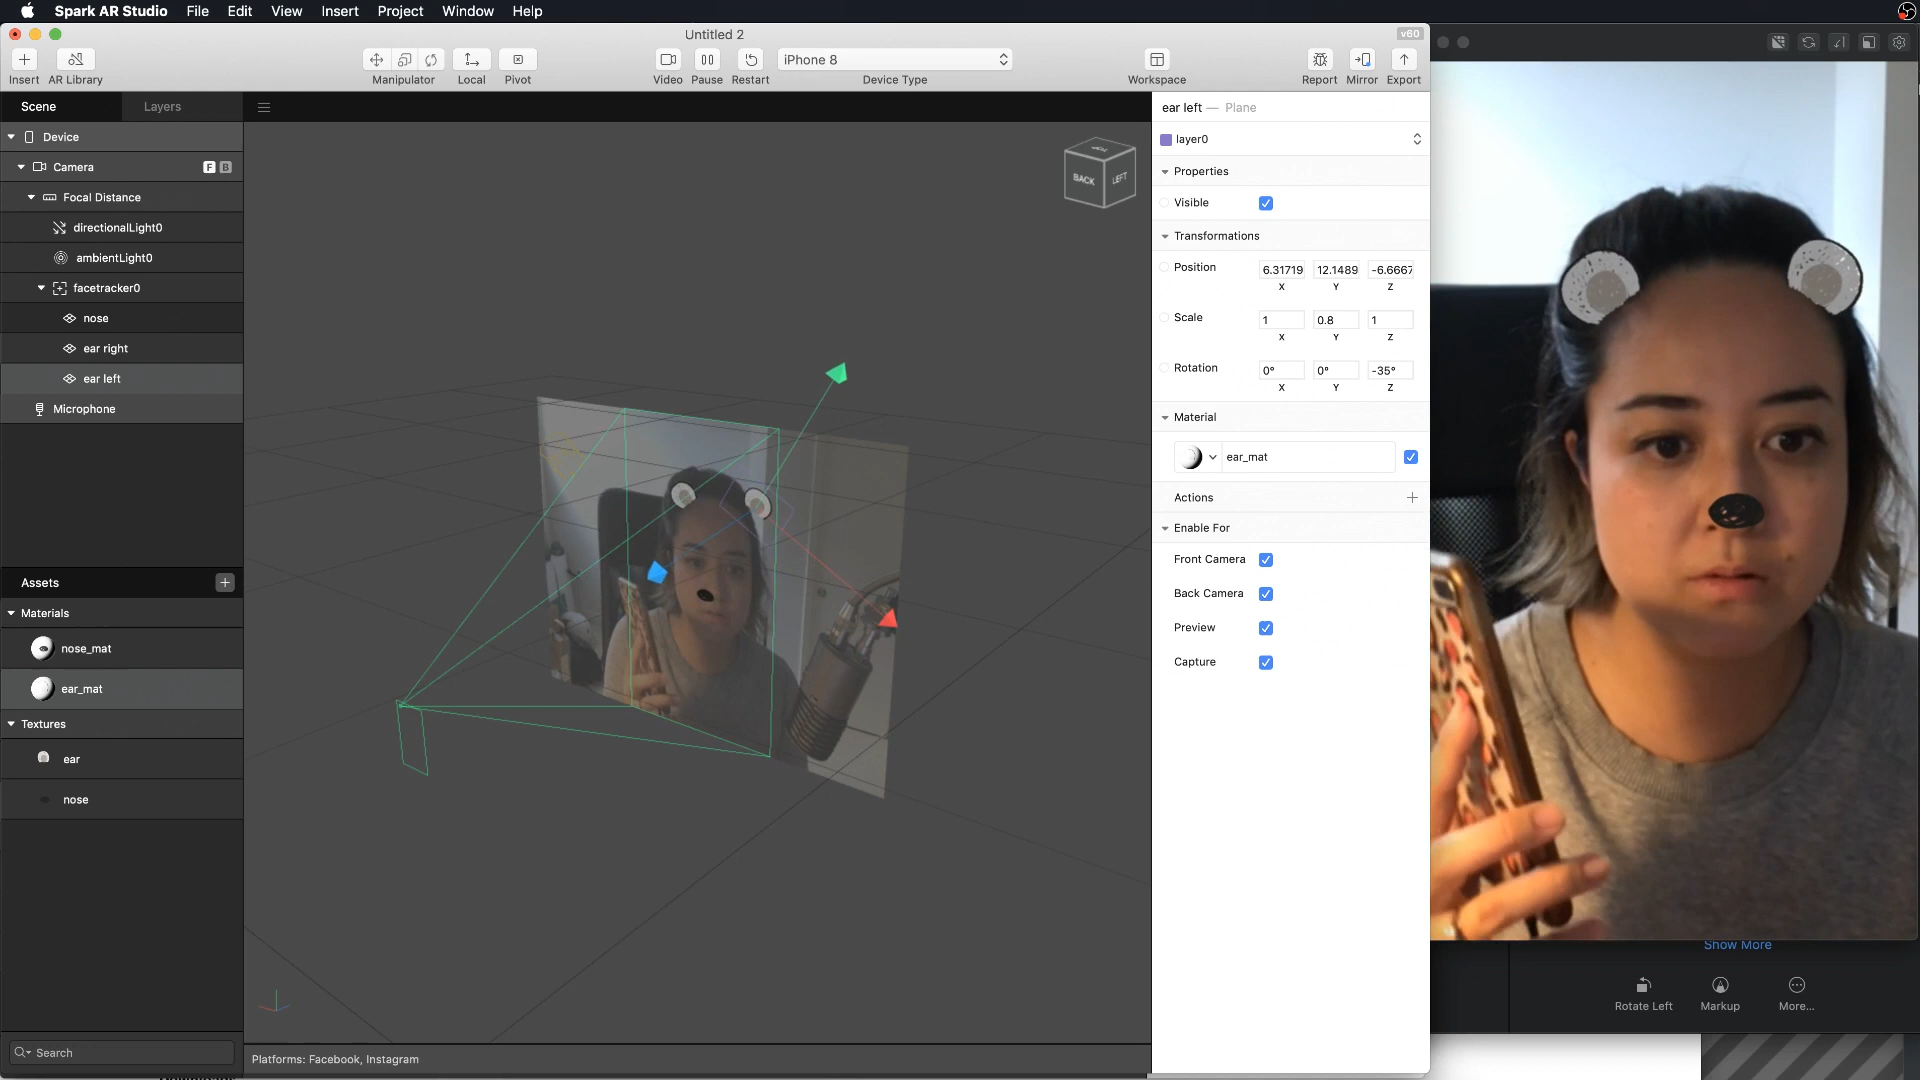 Spark AR Studio File Edit View Insert Project Window Help
Untitled 2
v60
iPhone 8
Insert AR Library Manipulator Local Pivot Video Pause Restart Device Type Workspace Report Mirror Export
Scene Layers
Device
Camera F B
Focal Distance
directionalLight0
ambientLight0
facetracker0
nose
ear right
ear left
Microphone
Assets
Materials
nose_mat
ear_mat
Textures
ear
nose
Search
TOP
BACK LEFT
Platforms: Facebook, Instagram
ear left — Plane
layer0
Properties
Visible
Transformations
Position 6.31719 12.1489 -6.6667
X Y Z
Scale 1 0.8 1
X Y Z
Rotation 0° 0° -35°
X Y Z
Material
ear_mat
Actions
Enable For
Front Camera
Back Camera
Preview
Capture
Show More
Rotate Left Markup More...